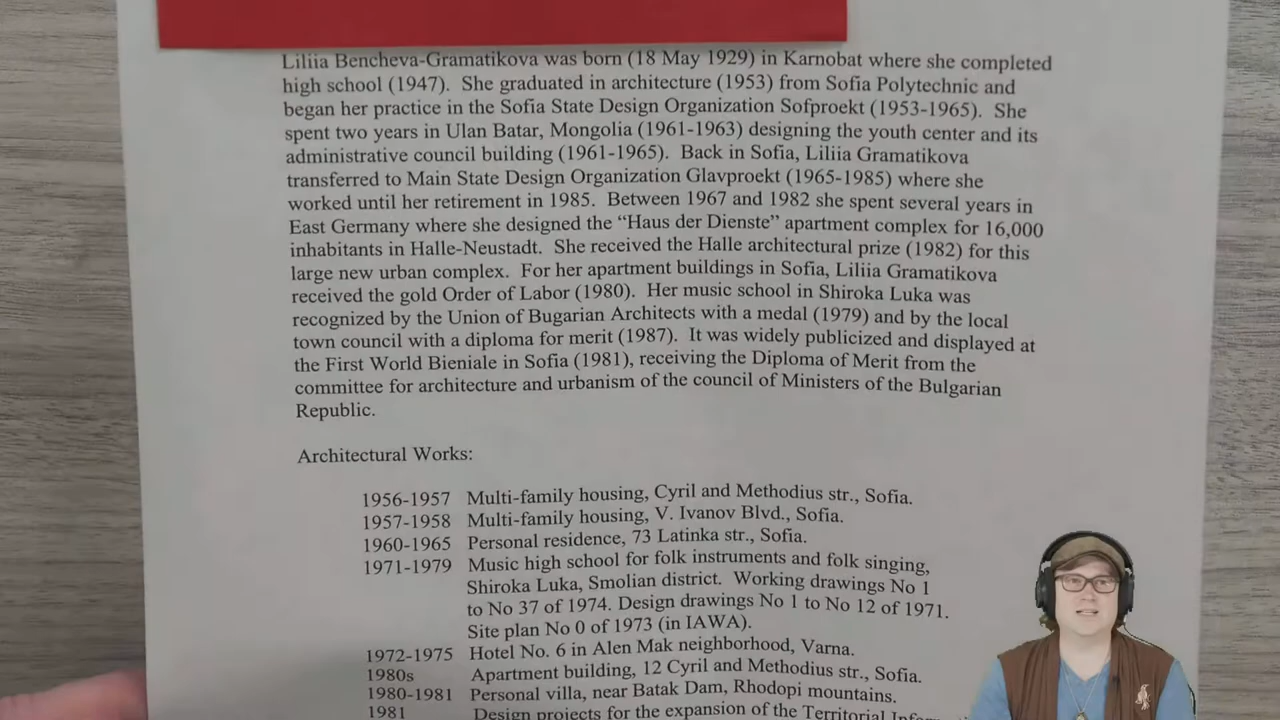 Liliia Bencheva-Gramatikova was born (18 May 1929) in Karnobat where she completed
high school (1947).  She graduated in architecture (1953) from Sofia Polytechnic and
began her practice in the Sofia State Design Organization Sofproekt (1953-1965).  She
spent two years in Ulan Batar, Mongolia (1961-1963) designing the youth center and its
administrative council building (1961-1965).  Back in Sofia, Liliia Gramatikova
transferred to Main State Design Organization Glavproekt (1965-1985) where she
worked until her retirement in 1985.  Between 1967 and 1982 she spent several years in
East Germany where she designed the “Haus der Dienste” apartment complex for 16,000
inhabitants in Halle-Neustadt.  She received the Halle architectural prize (1982) for this
large new urban complex.  For her apartment buildings in Sofia, Liliia Gramatikova
received the gold Order of Labor (1980).  Her music school in Shiroka Luka was
recognized by the Union of Bugarian Architects with a medal (1979) and by the local
town council with a diploma for merit (1987).  It was widely publicized and displayed at
the First World Bieniale in Sofia (1981), receiving the Diploma of Merit from the
committee for architecture and urbanism of the council of Ministers of the Bulgarian
Republic.
Architectural Works:
1956-1957 Multi-family housing, Cyril and Methodius str., Sofia.
1957-1958 Multi-family housing, V. Ivanov Blvd., Sofia.
1960-1965 Personal residence, 73 Latinka str., Sofia.
1971-1979 Music high school for folk instruments and folk singing,
Shiroka Luka, Smolian district.  Working drawings No 1
to No 37 of 1974. Design drawings No 1 to No 12 of 1971.
Site plan No 0 of 1973 (in IAWA).
1972-1975 Hotel No. 6 in Alen Mak neighborhood, Varna.
1980s Apartment building, 12 Cyril and Methodius str., Sofia.
1980-1981 Personal villa, near Batak Dam, Rhodopi mountains.
1981 Design projects for the expansion of the Territorial